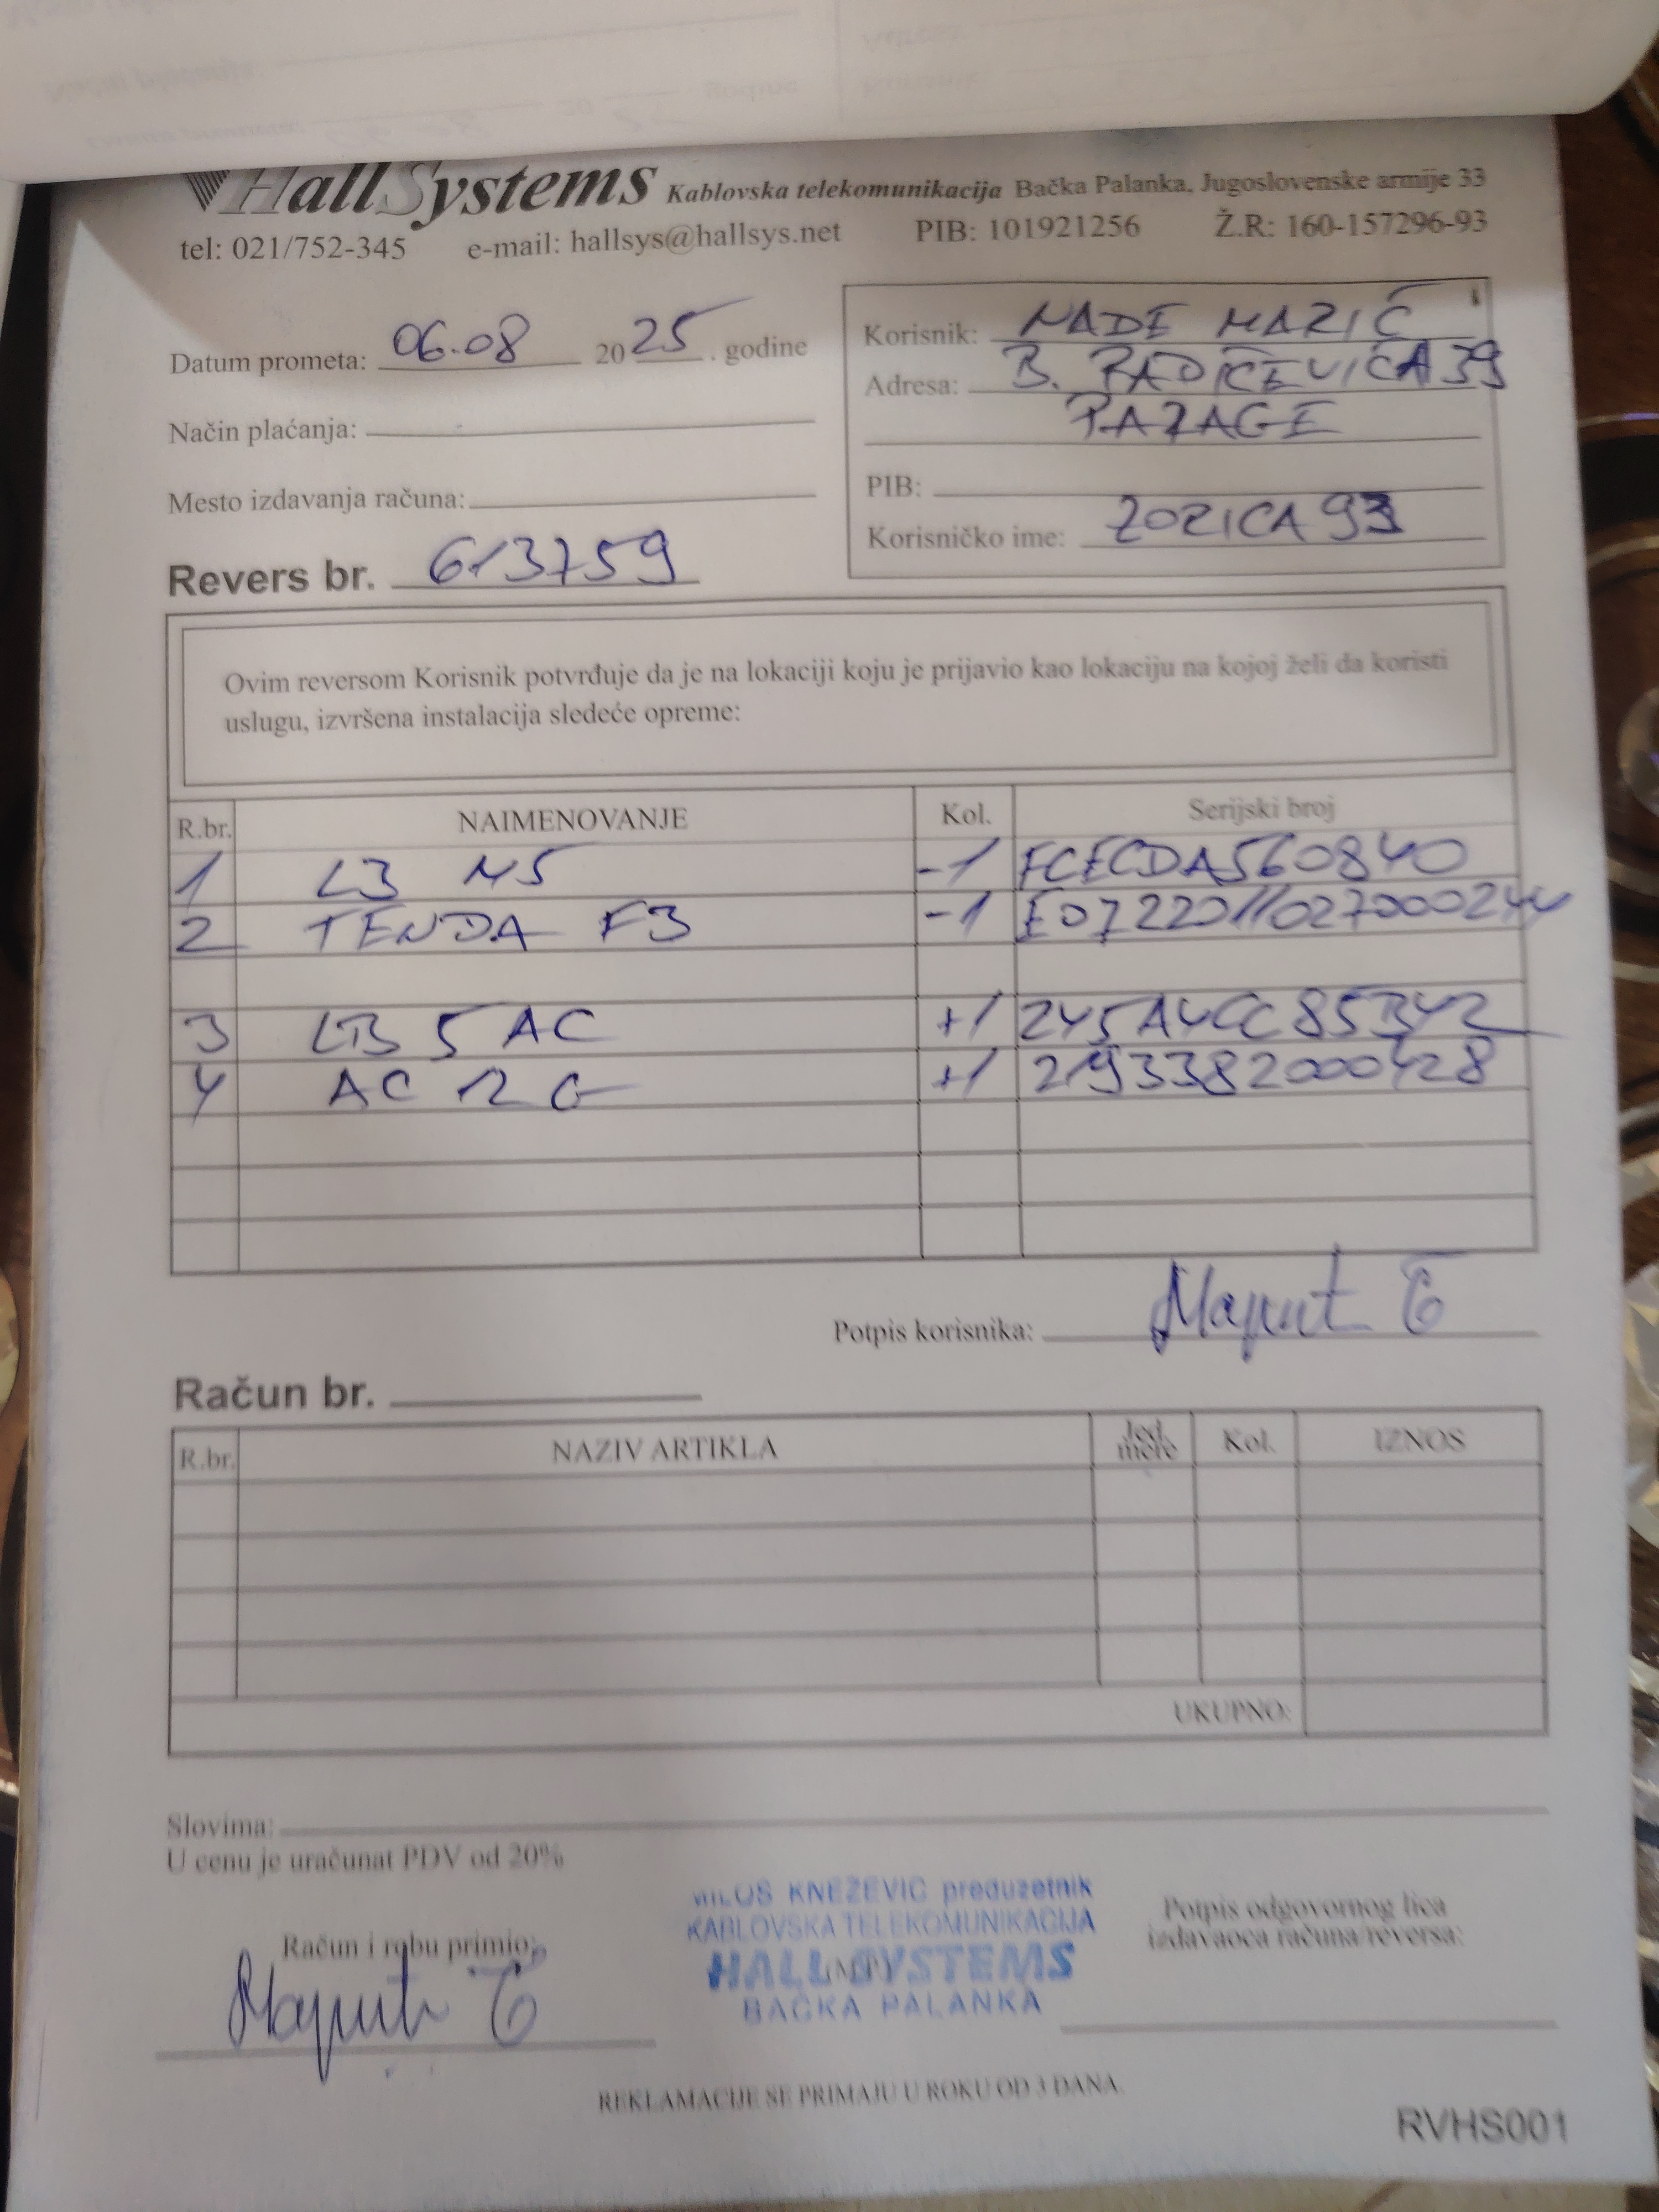 HallSystems Kablovska telekomunikacija Bačka Palanka, Jugoslovenske armije 33
tel: 021/752-345 e-mail: hallsys@hallsys.net PIB: 101921256 Ž.R: 160-157296-93
Datum prometa: 06.08 2025. godine
Način plaćanja:
Mesto izdavanja računa:
Revers br. 613759
Korisnik: NADE MARIĆ
Adresa: B. RADIČEVIĆA 39
PARAGE
PIB:
Korisničko ime: ZORICA93
Ovim reversom Korisnik potvrđuje da je na lokaciji koju je prijavio kao lokaciju na kojoj želi da koristi
uslugu, izvršena instalacija sledeće opreme:
R.br. NAIMENOVANJE Kol. Serijski broj
1 LB M5 -1 FCECDA560840
2 TENDA F3 -1 E0722011027000244
3 LB 5 AC +1 245A4CC85B42
4 AC 12 G +1 2193382000428
Potpis korisnika:
Račun br.
R.br. NAZIV ARTIKLA Jed. mere Kol. IZNOS
UKUPNO:
Slovima:
U cenu je uračunat PDV od 20%
MILOŠ KNEŽEVIĆ preduzetnik
KABLOVSKA TELEKOMUNIKACIJA
HALL SYSTEMS
BAČKA PALANKA
Račun i robu primio:
Potpis odgovornog lica
izdavaoca računa/reversa:
REKLAMACIJE SE PRIMAJU U ROKU OD 3 DANA.
RVHS001